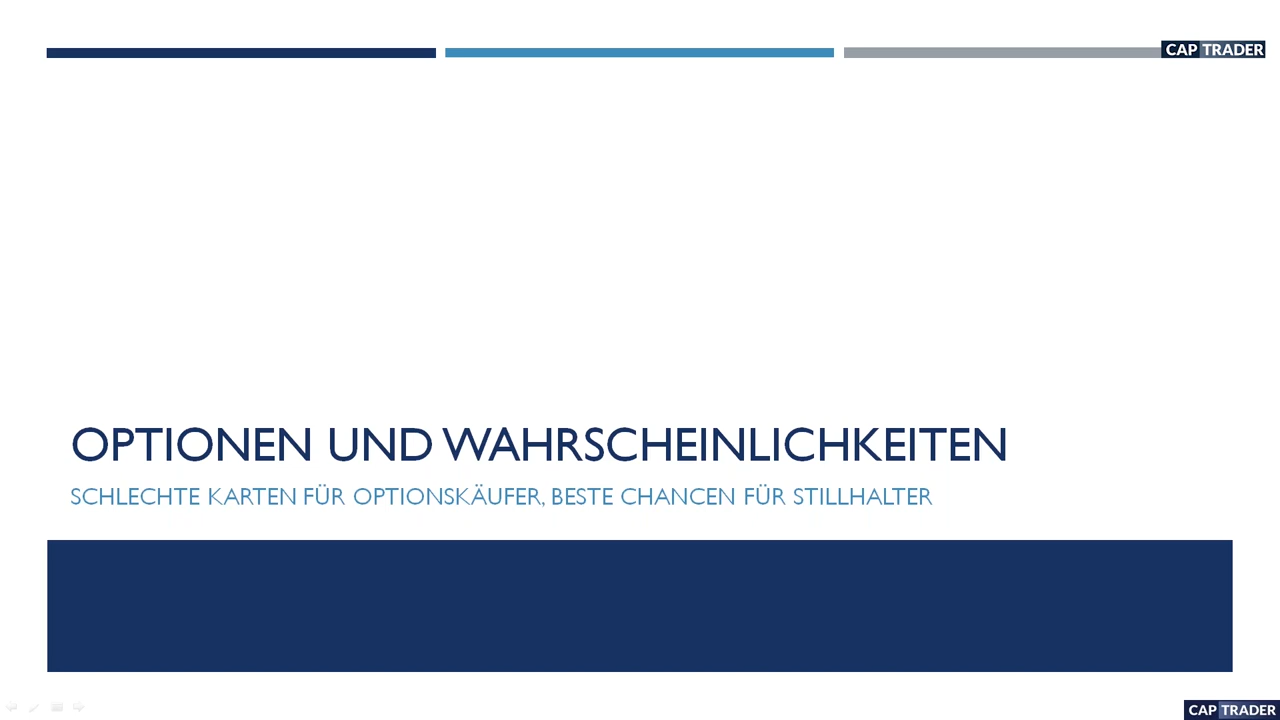 CAP TRADER
OPTIONEN UND WAHRSCHEINLICHKEITEN
SCHLECHTE KARTEN FÜR OPTIONSKÄUFER, BESTE CHANCEN FÜR STILLHALTER
CAP TRADER